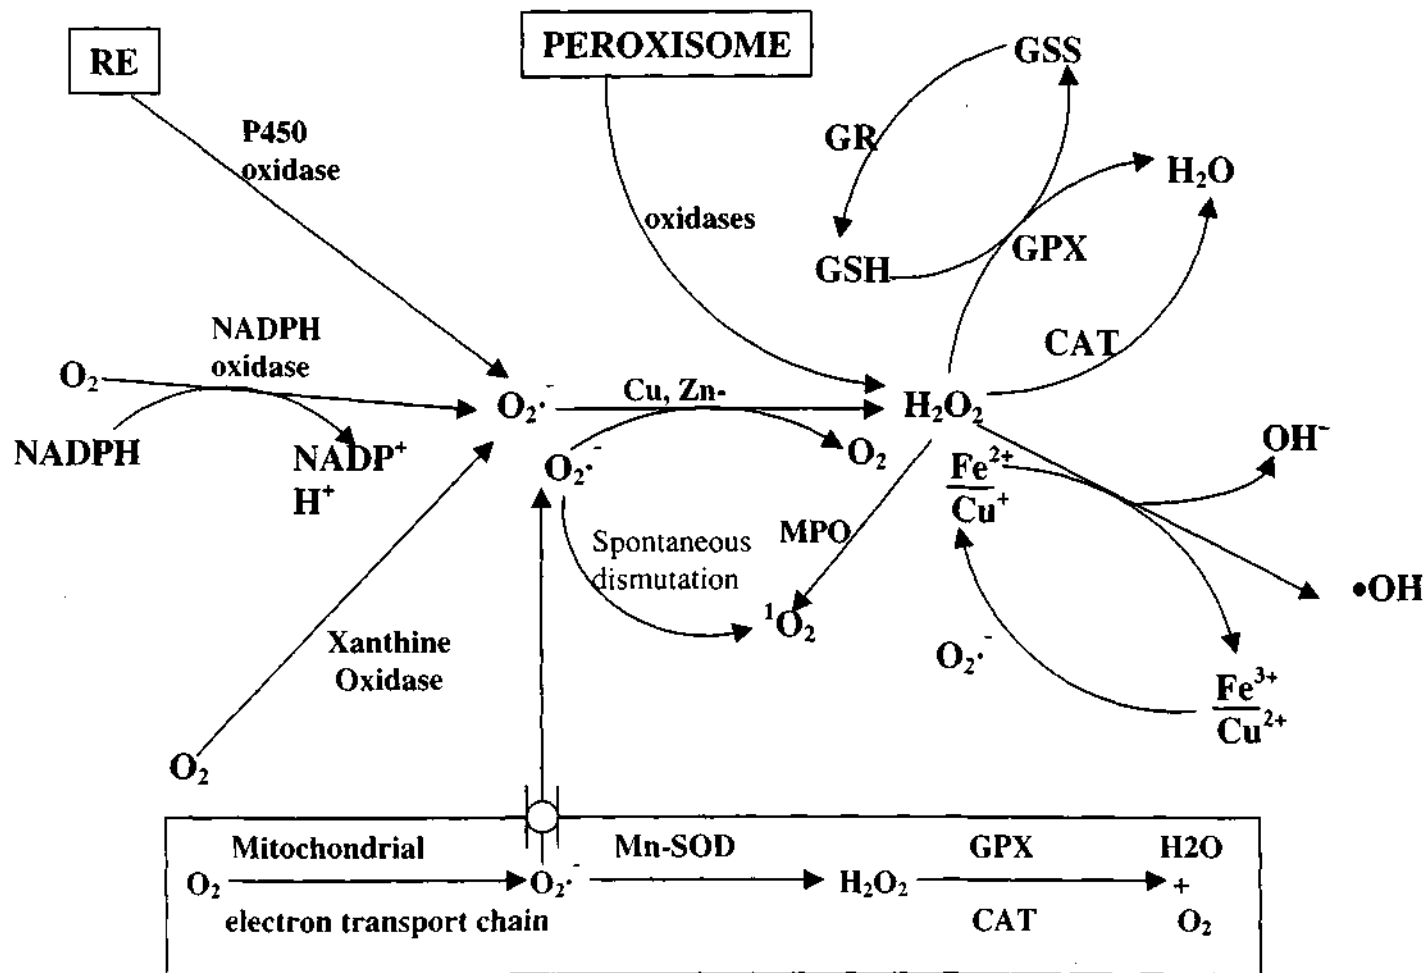 RE
PEROXISOME
GSS
P450
oxidase
GR
H₂O
oxidases
GPX
GSH
NADPH
oxidase
CAT
O₂
O₂·⁻
Cu, Zn-
H₂O₂
NADPH
NADP⁺
H⁺
O₂·⁻
O₂
Fe²⁺
Cu⁺
OH⁻
Spontaneous
dismutation
MPO
•OH
¹O₂
Xanthine
Oxidase
O₂·⁻
Fe³⁺
Cu²⁺
O₂
Mitochondrial
Mn-SOD
GPX
H2O
O₂
O₂·⁻
H₂O₂
+
electron transport chain
CAT
O₂